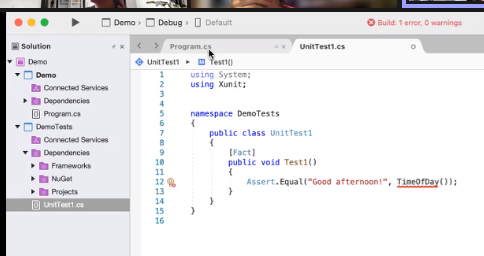 Demo › Debug › Default
Build: 1 error, 0 warnings
Solution
Demo
Demo
Connected Services
Dependencies
Program.cs
DemoTests
Connected Services
Dependencies
Frameworks
NuGet
Projects
UnitTest1.cs
Program.cs
UnitTest1.cs
UnitTest1 ▸ M Test1()
1 using System;
2 using Xunit;
3
4
5 namespace DemoTests
6 {
7 public class UnitTest1
8 {
9 [Fact]
10 public void Test1()
11 {
12 Assert.Equal("Good afternoon!", TimeOfDay());
13 }
14 }
15 }
16